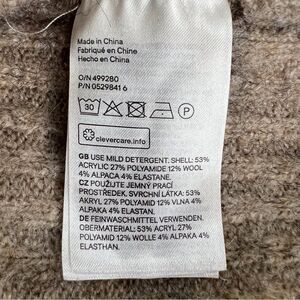 Made in China
Fabriqué en Chine
Hecho en China
O/N 499280
P/N 0529841 6
30
P
clevercare.info
GB USE MILD DETERGENT. SHELL: 53%
ACRYLIC 27% POLYAMIDE 12% WOOL
4% ALPACA 4% ELASTANE.
CZ POUŽIJTE JEMNÝ PRACÍ
PROSTŘEDEK. SVRCHNÍ LÁTKA: 53%
AKRYL 27% POLYAMID 12% VLNA 4%
ALPAKA 4% ELASTAN.
DE FEINWASCHMITTEL VERWENDEN.
OBERMATERIAL: 53% ACRYL 27%
POLYAMID 12% WOLLE 4% ALPAKA 4%
ELASTHAN.